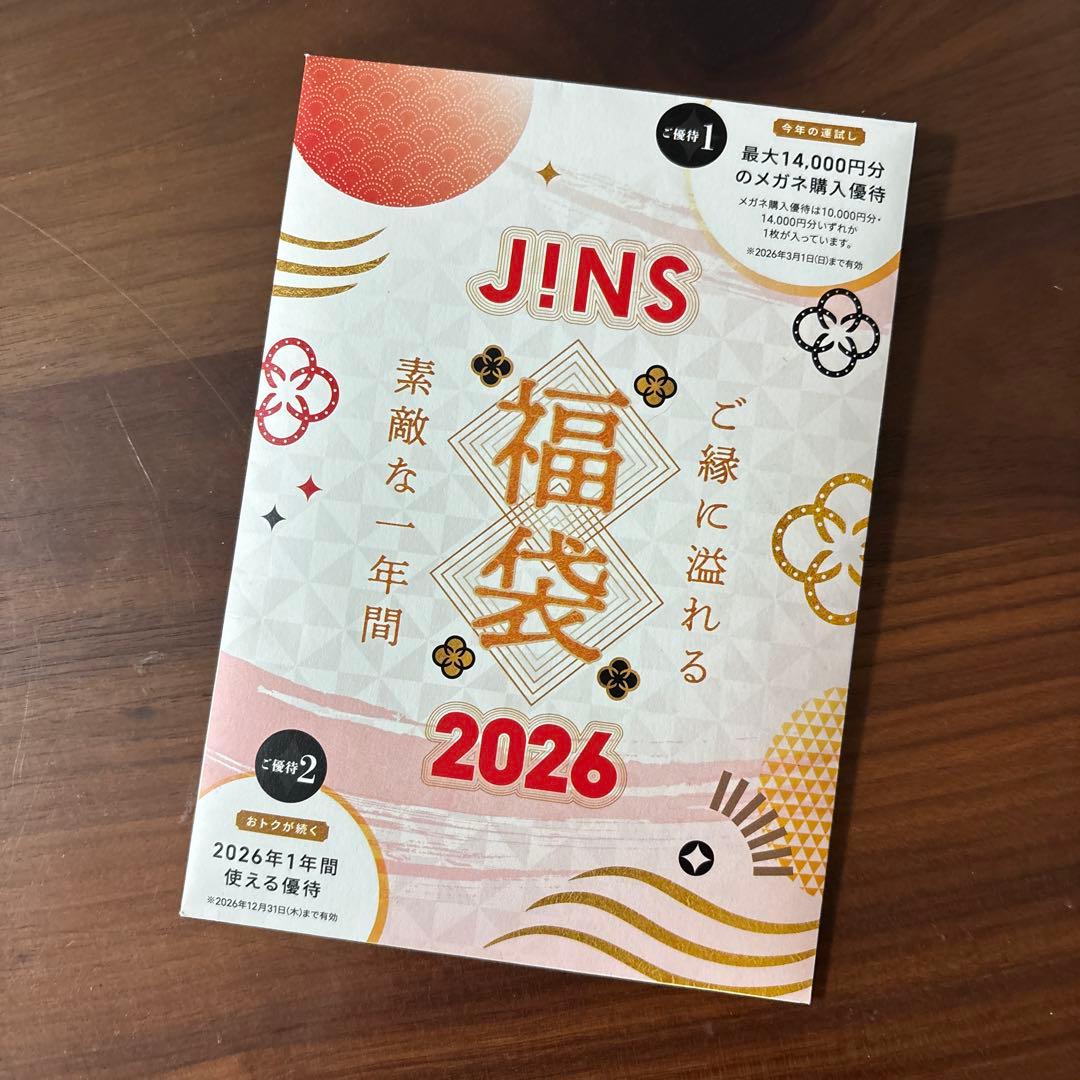 ご優待1
今年の運試し
最大14,000円分
のメガネ購入優待
メガネ購入優待は10,000円分・
14,000円分いずれか
1枚が入っています。
※2026年3月1日(日)まで有効
J!NS
福袋
ご縁に溢れる
素敵な一年間
2026
ご優待2
おトクが続く
2026年1年間
使える優待
※2026年12月31日(木)まで有効